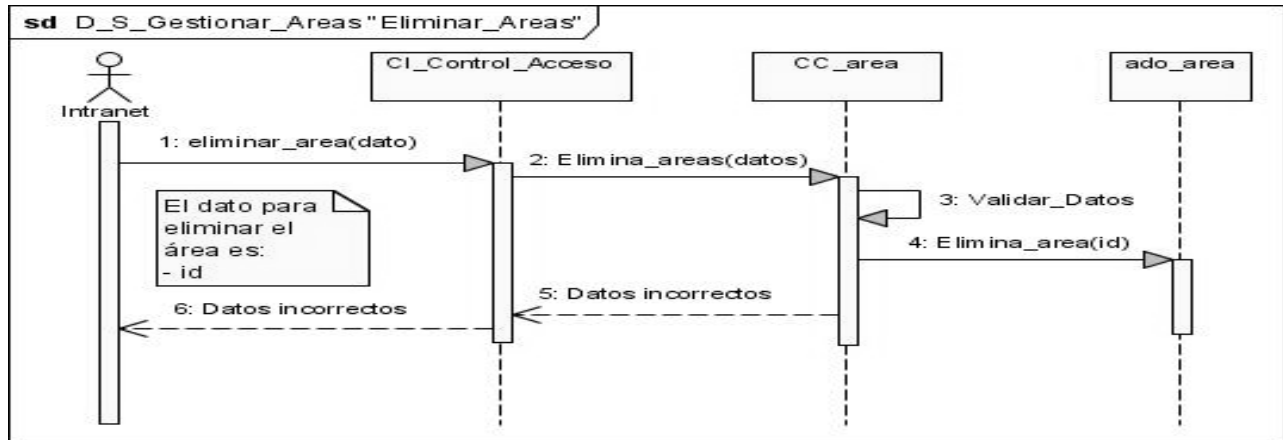 sd D_S_Gestionar_Areas "Eliminar_Areas"
Intranet
CI_Control_Acceso
CC_area
ado_area
1: eliminar_area(dato)
2: Elimina_areas(datos)
3: Validar_Datos
El dato para
eliminar el
área es:
- id
4: Elimina_area(id)
5: Datos incorrectos
6: Datos incorrectos